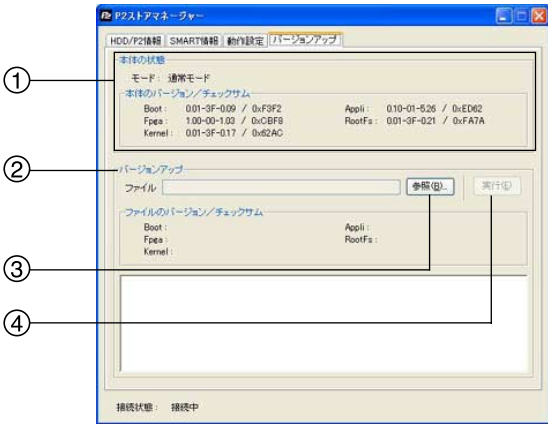 P2ストアマネージャー
HDD/P2情報 SMART情報 動作設定 バージョンアップ
① 本体の状態
モード: 通常モード
本体のバージョン/チェックサム
Boot : 0.01-3F-0.09 / 0xF3F2 Appli : 0.10-01-5.26 / 0xED62
Fpga : 1.00-00-1.03 / 0xCBF8 RootFs : 0.01-3F-0.21 / 0xFA7A
Kernel : 0.01-3F-0.17 / 0x62AC
② バージョンアップ
ファイル 参照(B)... 実行(E)
ファイルのバージョン/チェックサム
Boot : Appli :
Fpga : RootFs :
Kernel :
③
④
接続状態: 接続中